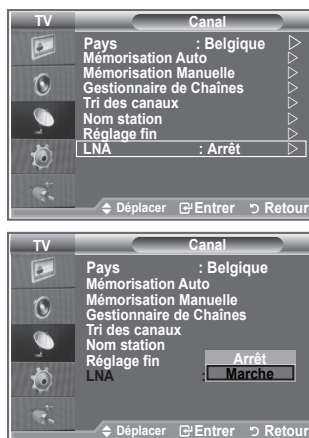 TV Canal
Pays : Belgique
Mémorisation Auto
Mémorisation Manuelle
Gestionnaire de Chaînes
Tri des canaux
Nom station
Réglage fin
LNA : Arrêt
Déplacer Entrer Retour
TV Canal
Pays : Belgique
Mémorisation Auto
Mémorisation Manuelle
Gestionnaire de Chaînes
Tri des canaux
Nom station
Réglage fin Arrêt
LNA : Marche
Déplacer Entrer Retour